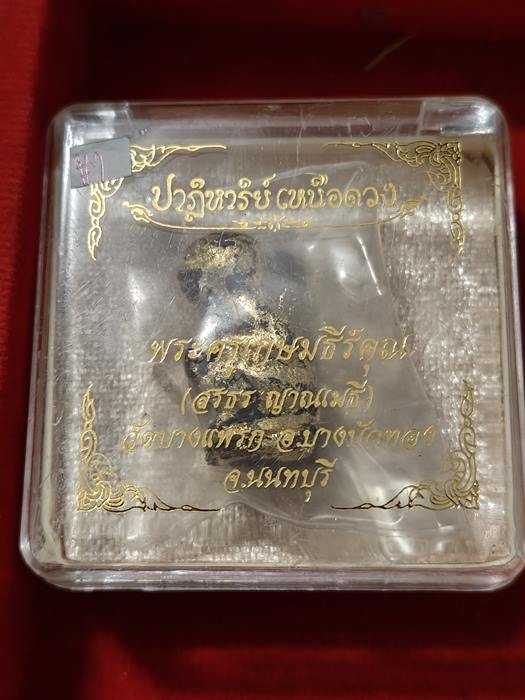 ปาฏิหาริย์ เหนือดวง
พระครูเกษมธีร์คุณ
(อรธร ญาณเมธี)
วัดบางแพรก อ.บางบัวทอง
จ.นนทบุรี